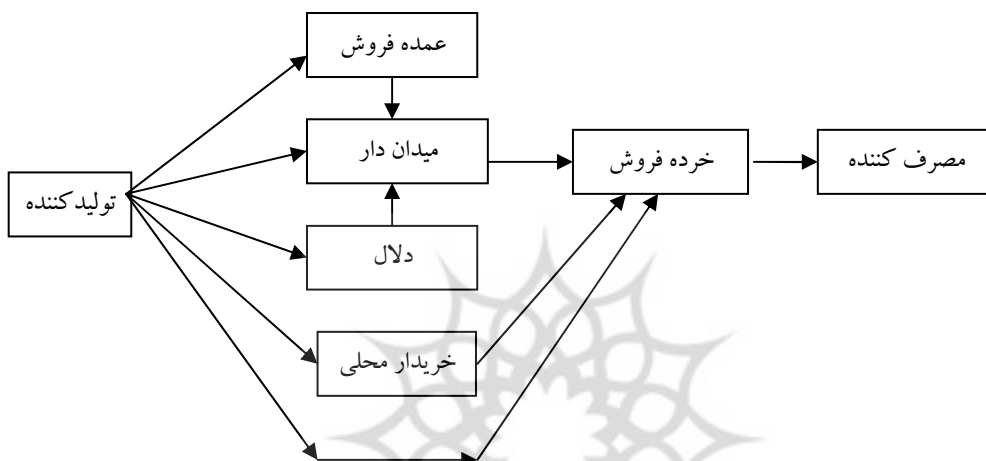 عمده فروش
میدان دار
خرده فروش
مصرف کننده
تولیدکننده
دلال
خریدار محلی